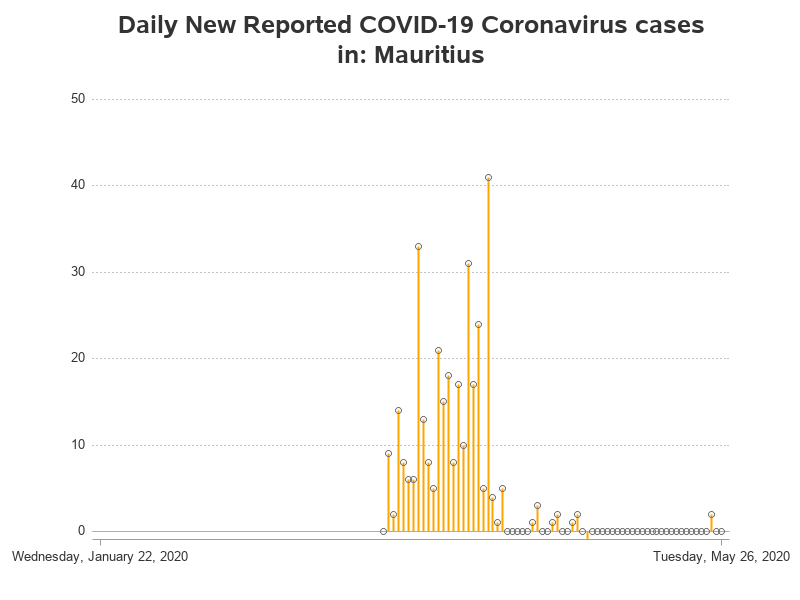 Daily New Reported COVID-19 Coronavirus cases
in: Mauritius
50
40
30
20
10
0
Wednesday, January 22, 2020
Tuesday, May 26, 2020